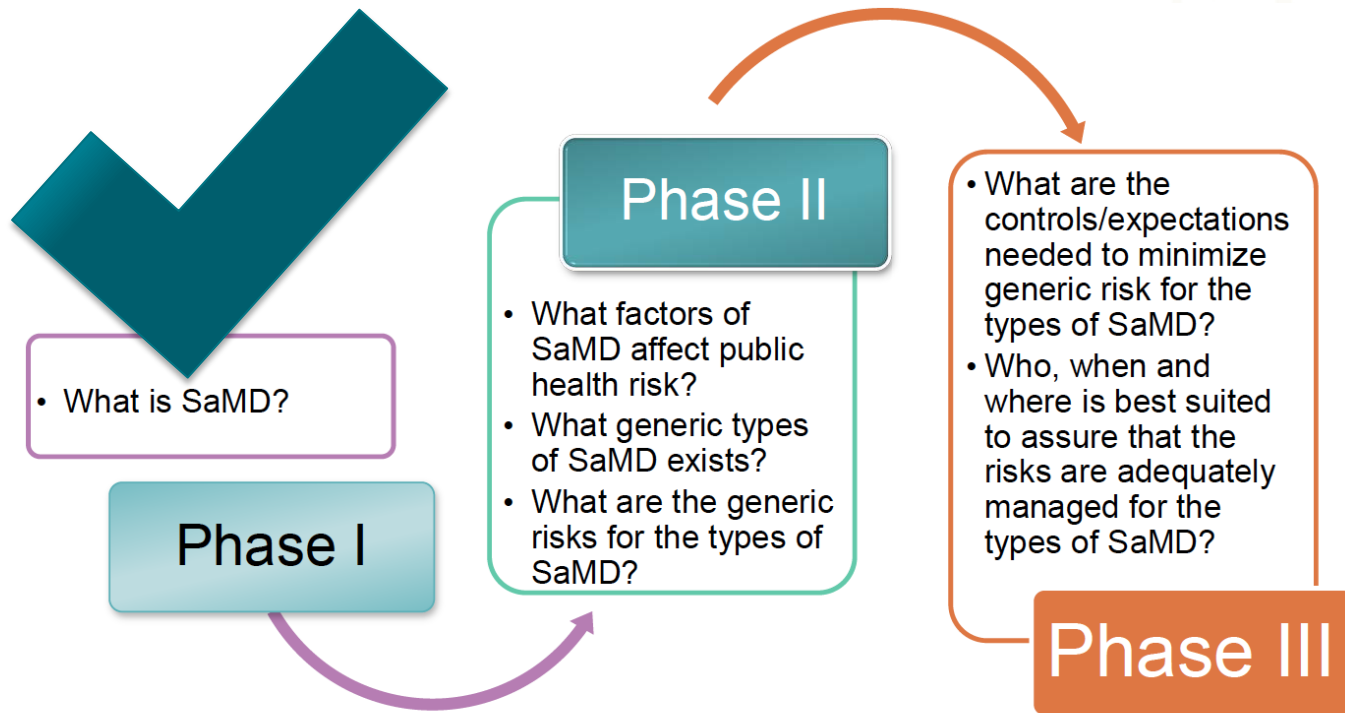 • What is SaMD?
Phase I
Phase II
• What factors of
SaMD affect public
health risk?
• What generic types
of SaMD exists?
• What are the generic
risks for the types of
SaMD?
• What are the
controls/expectations
needed to minimize
generic risk for the
types of SaMD?
• Who, when and
where is best suited
to assure that the
risks are adequately
managed for the
types of SaMD?
Phase III